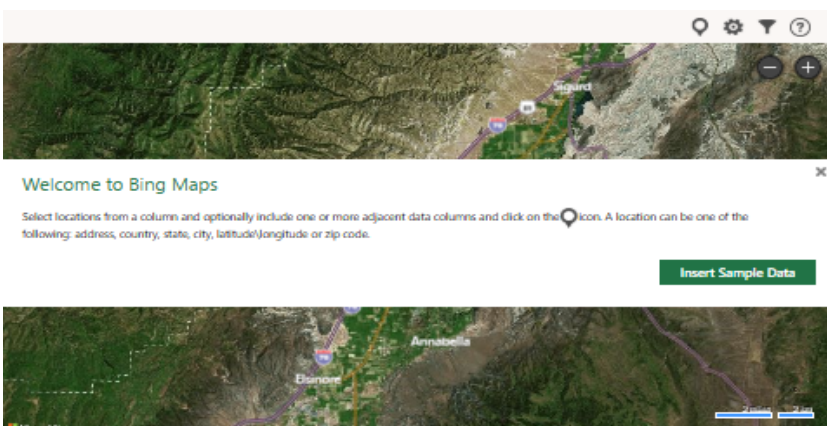 Sigurd
Welcome to Bing Maps
Select locations from a column and optionally include one or more adjacent data columns and click on the icon. A location can be one of the
following: address, country, state, city, latitude\longitude or zip code.
Insert Sample Data
Annabella
70
Elsinore